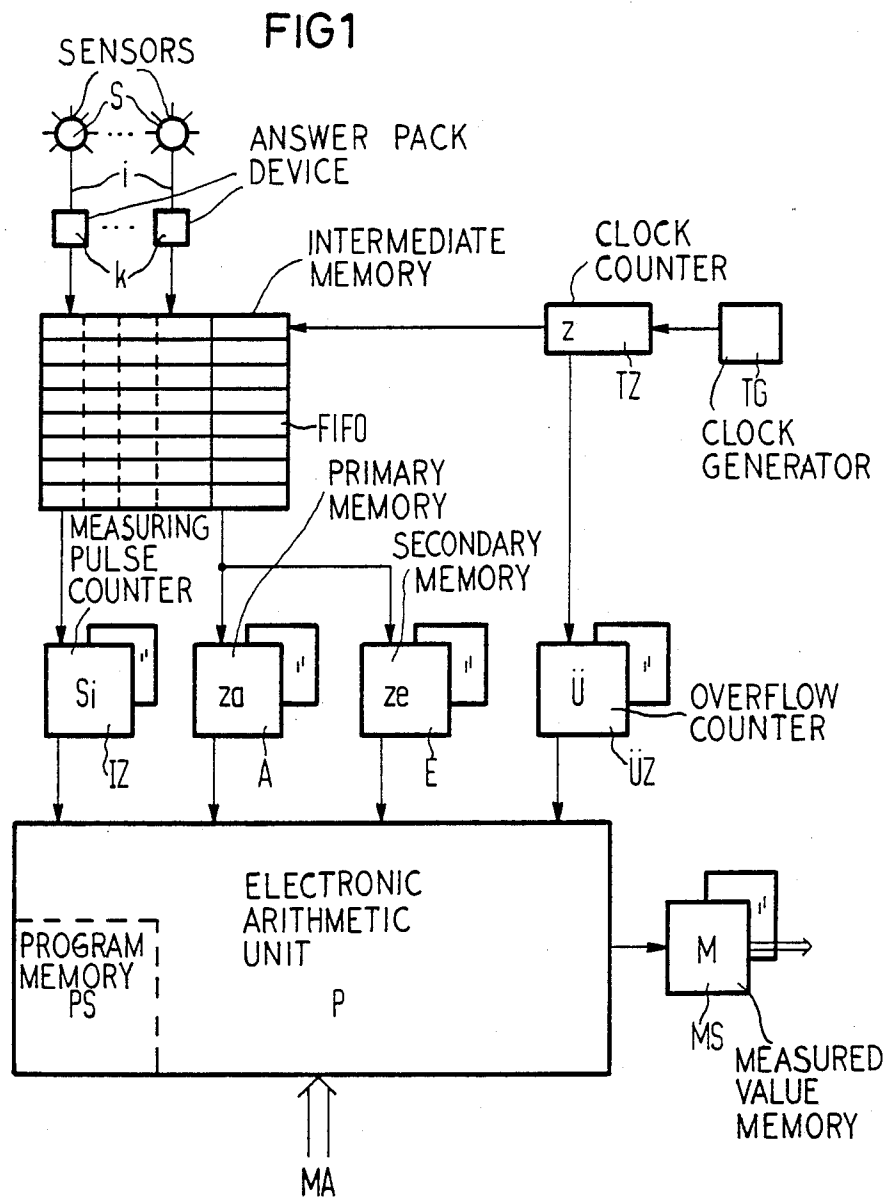 FIG1
SENSORS
S
...
ANSWER PACK
DEVICE
i
...
k
INTERMEDIATE
MEMORY
CLOCK
COUNTER
z
TZ
TG
CLOCK
GENERATOR
FIFO
PRIMARY
MEMORY
MEASURING
PULSE
COUNTER
SECONDARY
MEMORY
Si
za
ze
Ü
OVERFLOW
COUNTER
IZ
A
E
ÜZ
ELECTRONIC
ARITHMETIC
UNIT
P
PROGRAM
MEMORY
PS
M
MS
MEASURED
VALUE
MEMORY
MA